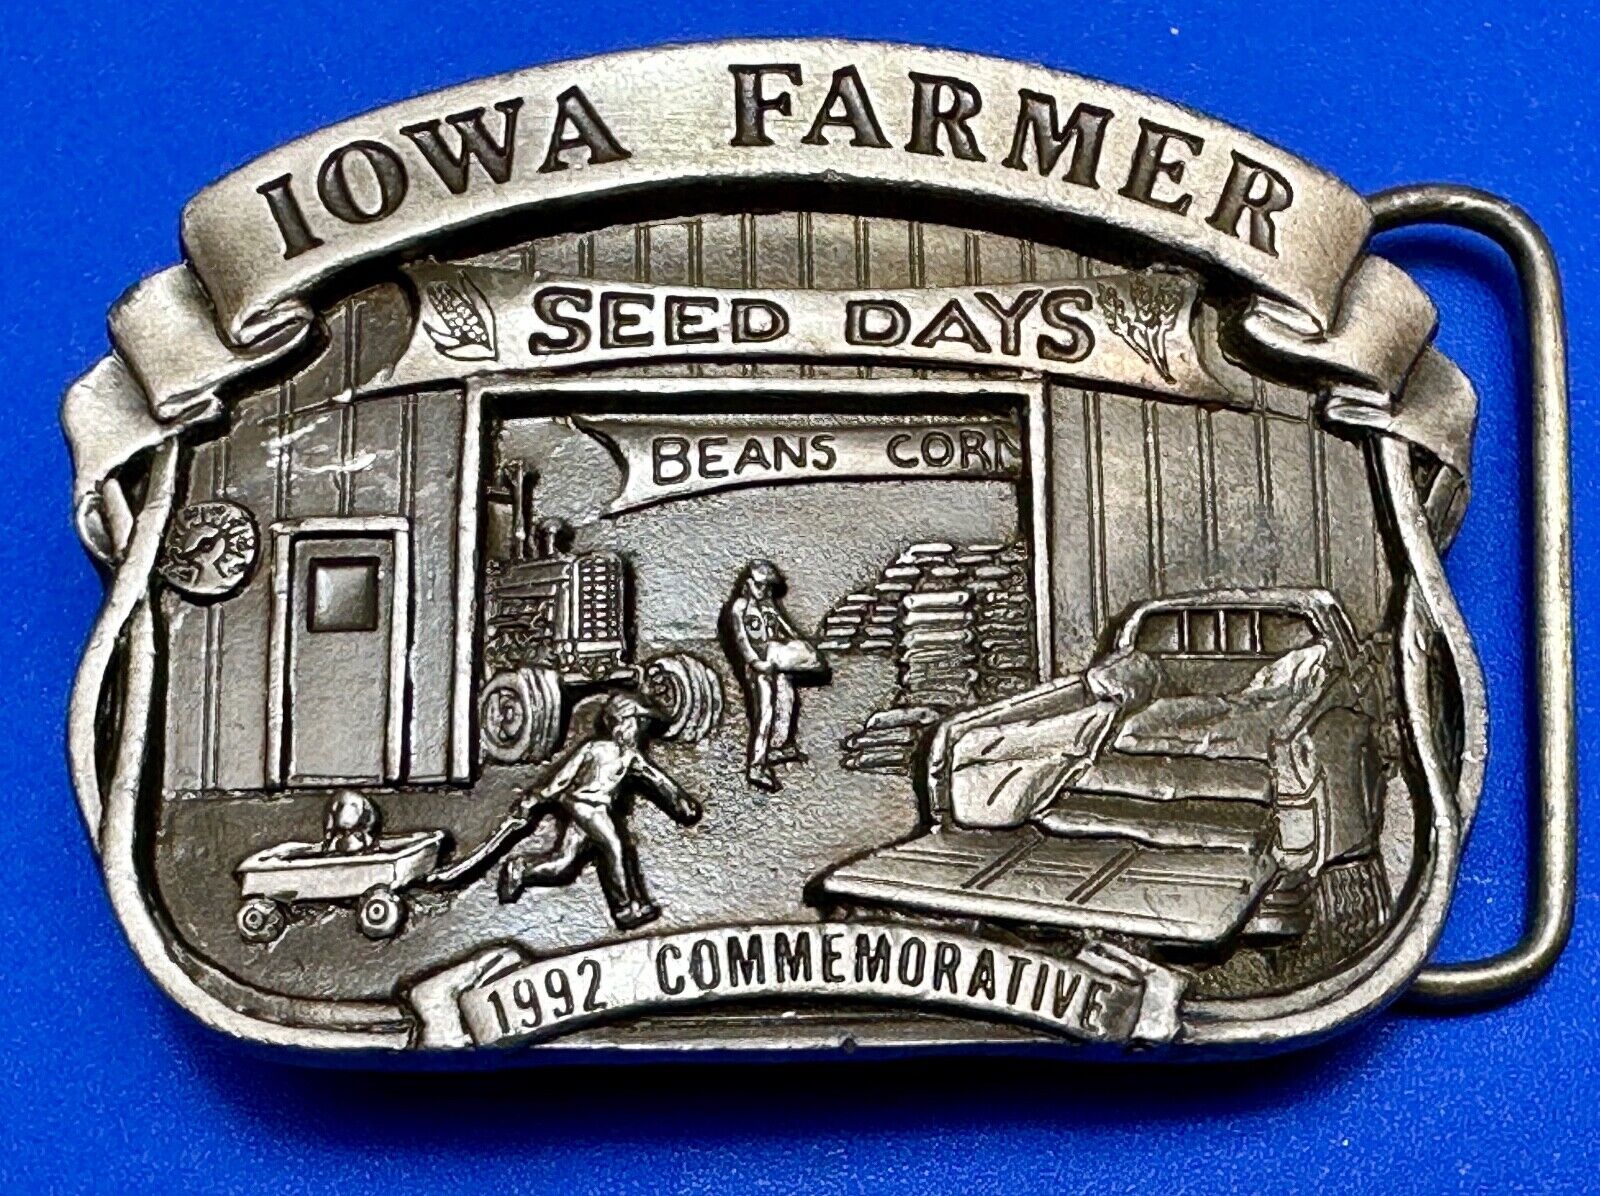 IOWA FARMER
SEED DAYS
BEANS CORN
1992 COMMEMORATIVE